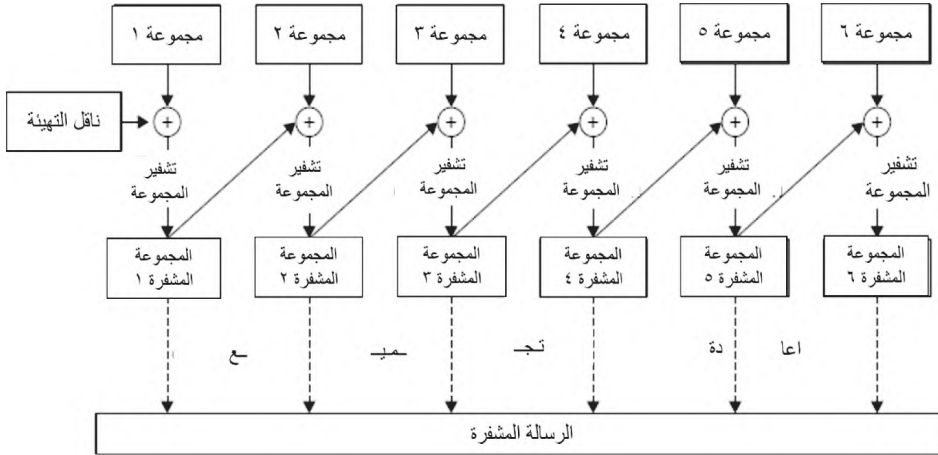 مجموعة ١
مجموعة ٢
مجموعة ٣
مجموعة ٤
مجموعة ٥
مجموعة ٦
ناقل التهيئة
+
+
+
+
+
+
تشفير
المجموعة
تشفير
المجموعة
تشفير
المجموعة
تشفير
المجموعة
تشفير
المجموعة
تشفير
المجموعة
المجموعة
المشفرة ١
المجموعة
المشفرة ٢
المجموعة
المشفرة ٣
المجموعة
المشفرة ٤
المجموعة
المشفرة ٥
المجموعة
المشفرة ٦
اعا دة تجـ ـميـ ـع
الرسالة المشفرة